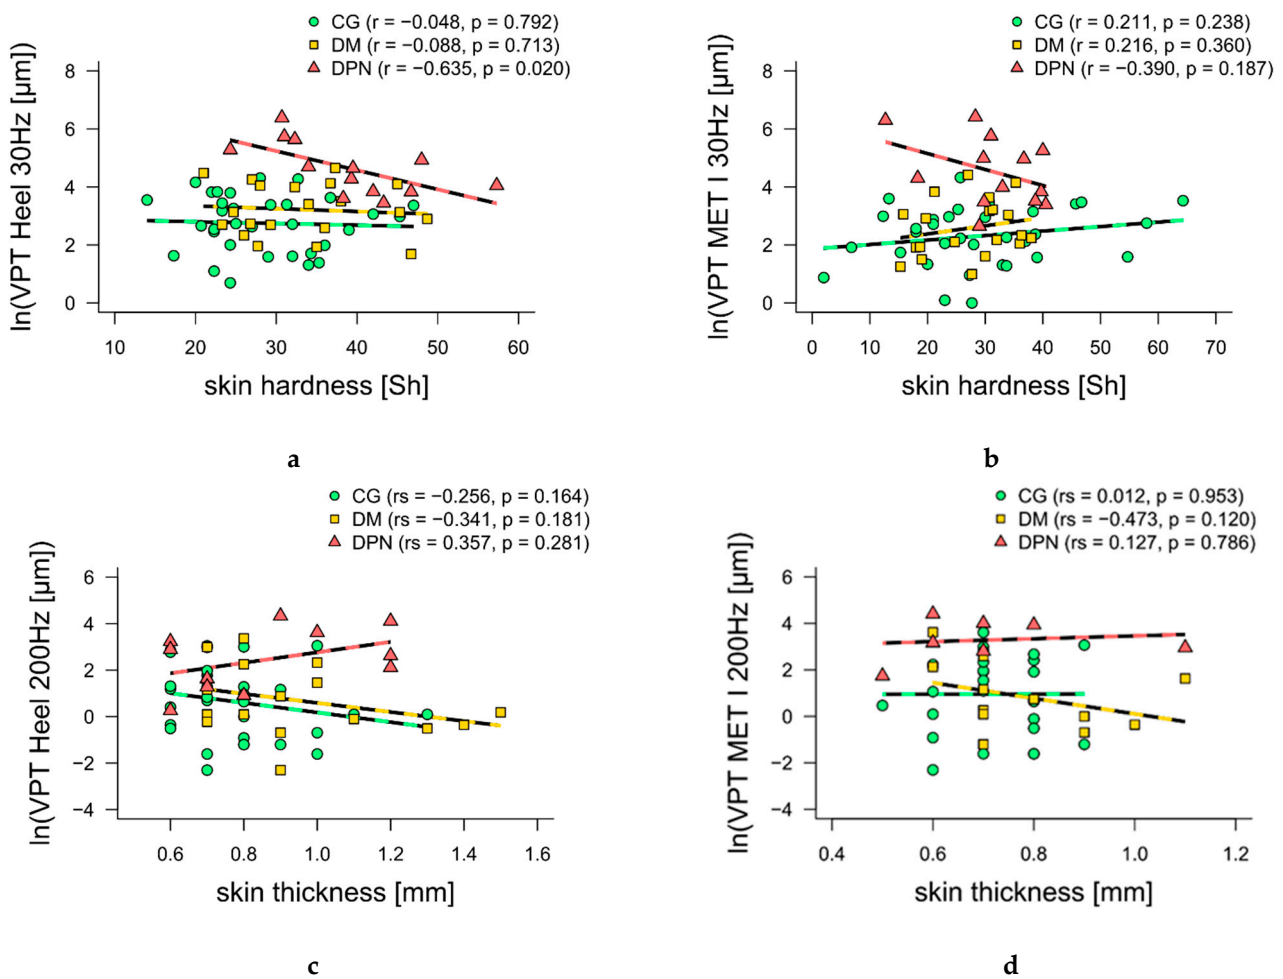 CG (r = −0.048, p = 0.792)
DM (r = −0.088, p = 0.713)
DPN (r = −0.635, p = 0.020)
ln(VPT Heel 30Hz [µm])
8
6
4
2
0
10 20 30 40 50 60
skin hardness [Sh]
a
CG (r = 0.211, p = 0.238)
DM (r = 0.216, p = 0.360)
DPN (r = −0.390, p = 0.187)
ln(VPT MET I 30Hz [µm])
8
6
4
2
0
0 10 20 30 40 50 60 70
skin hardness [Sh]
b
CG (rs = −0.256, p = 0.164)
DM (rs = −0.341, p = 0.181)
DPN (rs = 0.357, p = 0.281)
ln(VPT Heel 200Hz [µm])
6
4
2
0
−2
−4
0.6 0.8 1.0 1.2 1.4 1.6
skin thickness [mm]
c
CG (rs = 0.012, p = 0.953)
DM (rs = −0.473, p = 0.120)
DPN (rs = 0.127, p = 0.786)
ln(VPT MET I 200Hz [µm])
6
4
2
0
−2
−4
0.4 0.6 0.8 1.0 1.2
skin thickness [mm]
d